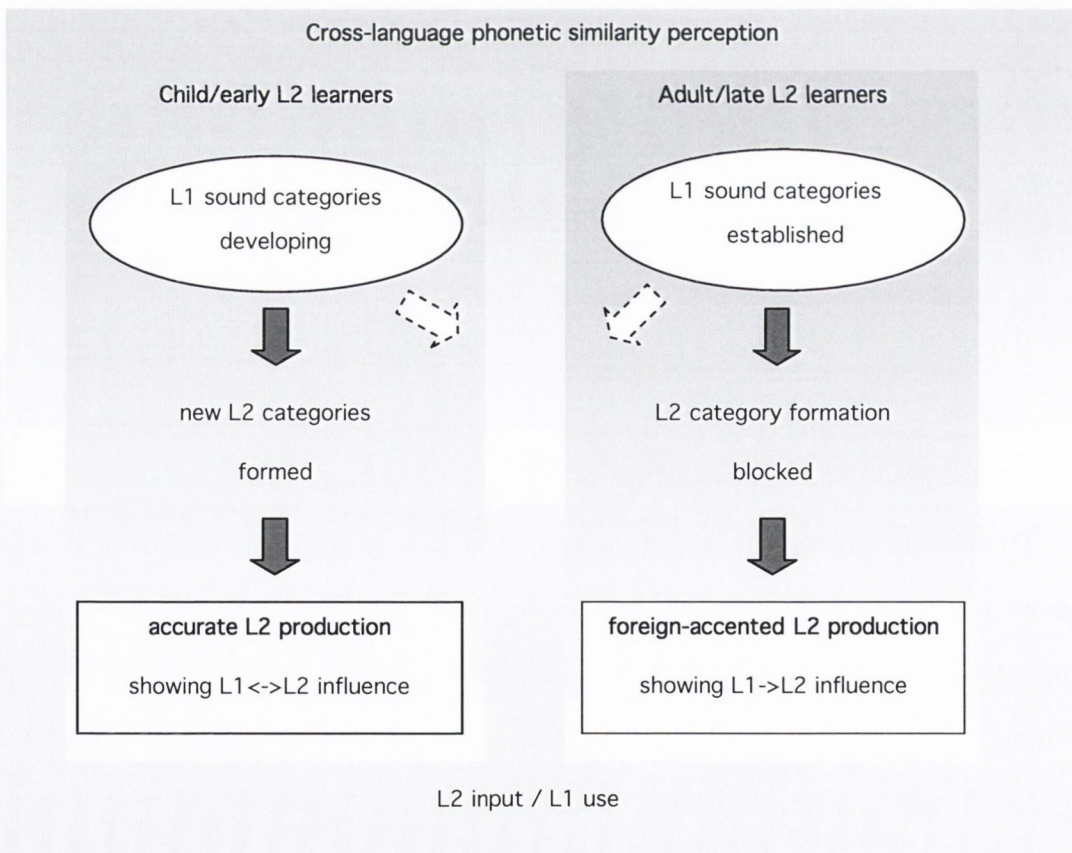 Cross-language phonetic similarity perception
Child/early L2 learners
L1 sound categories
developing
new L2 categories
formed
accurate L2 production
showing L1<->L2 influence
Adult/late L2 learners
L1 sound categories
established
L2 category formation
blocked
foreign-accented L2 production
showing L1->L2 influence
L2 input / L1 use